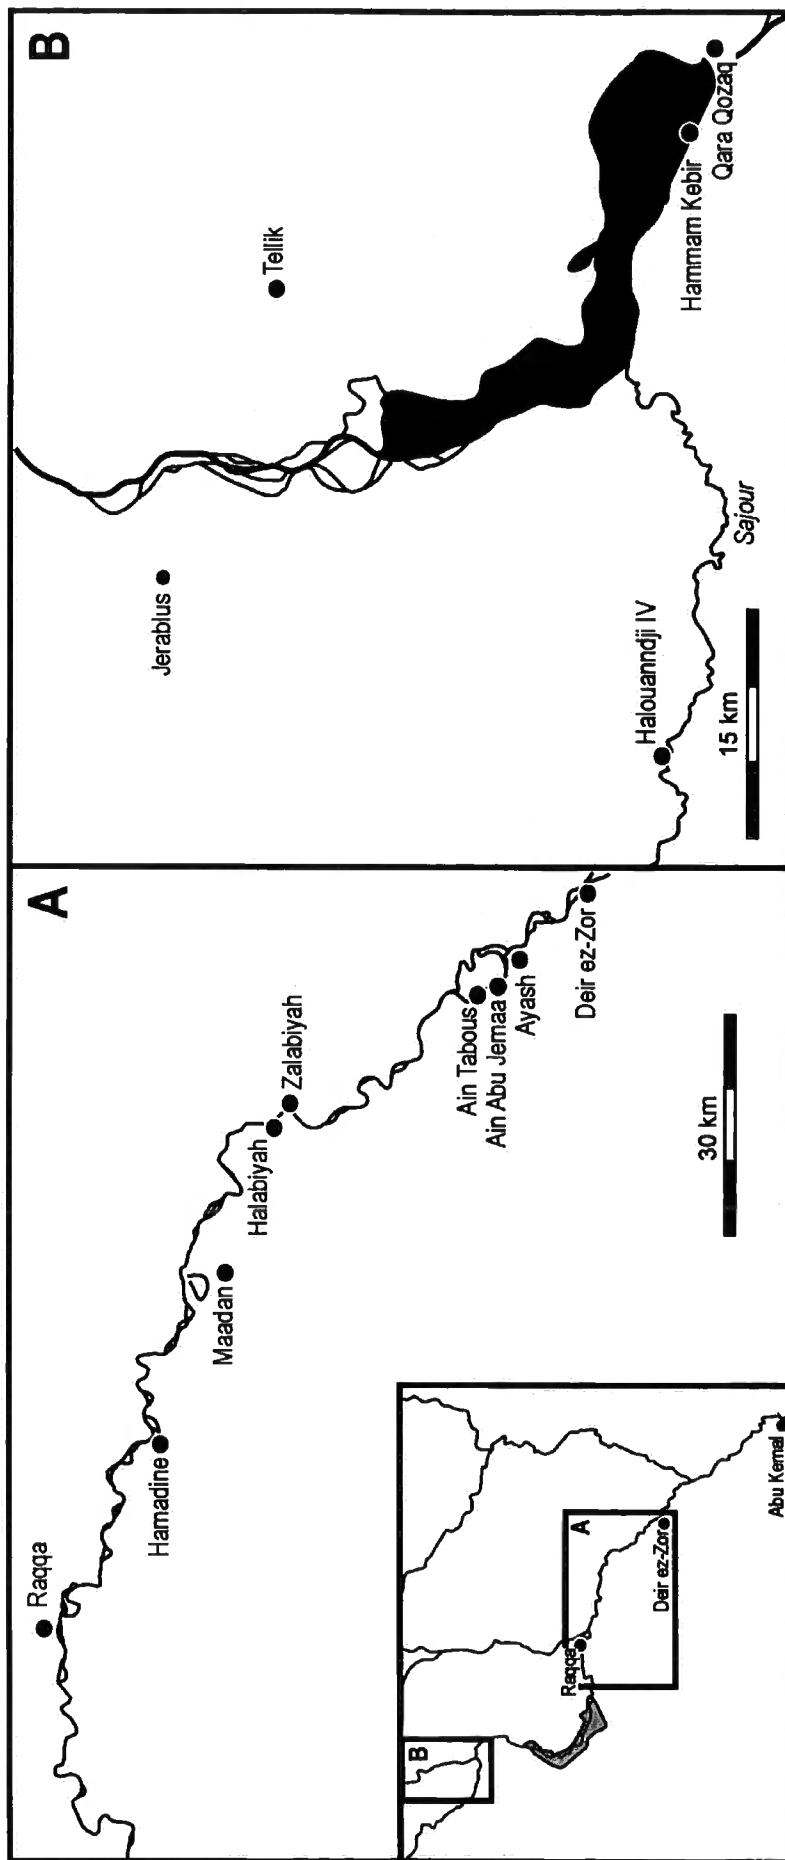 A
Raqqa
Hamadine
Maadan
Halabiyah
Zalabiyah
Ain Tabous
Ain Abu Jemaa
Ayash
Deir ez-Zor
30 km
B
A
Raqqa
Deir ez-Zor
Abu Kemal
B
Jerablus
Tellik
Halouanndji IV
Sajour
Hammam Kebir
Qara Qozaq
15 km